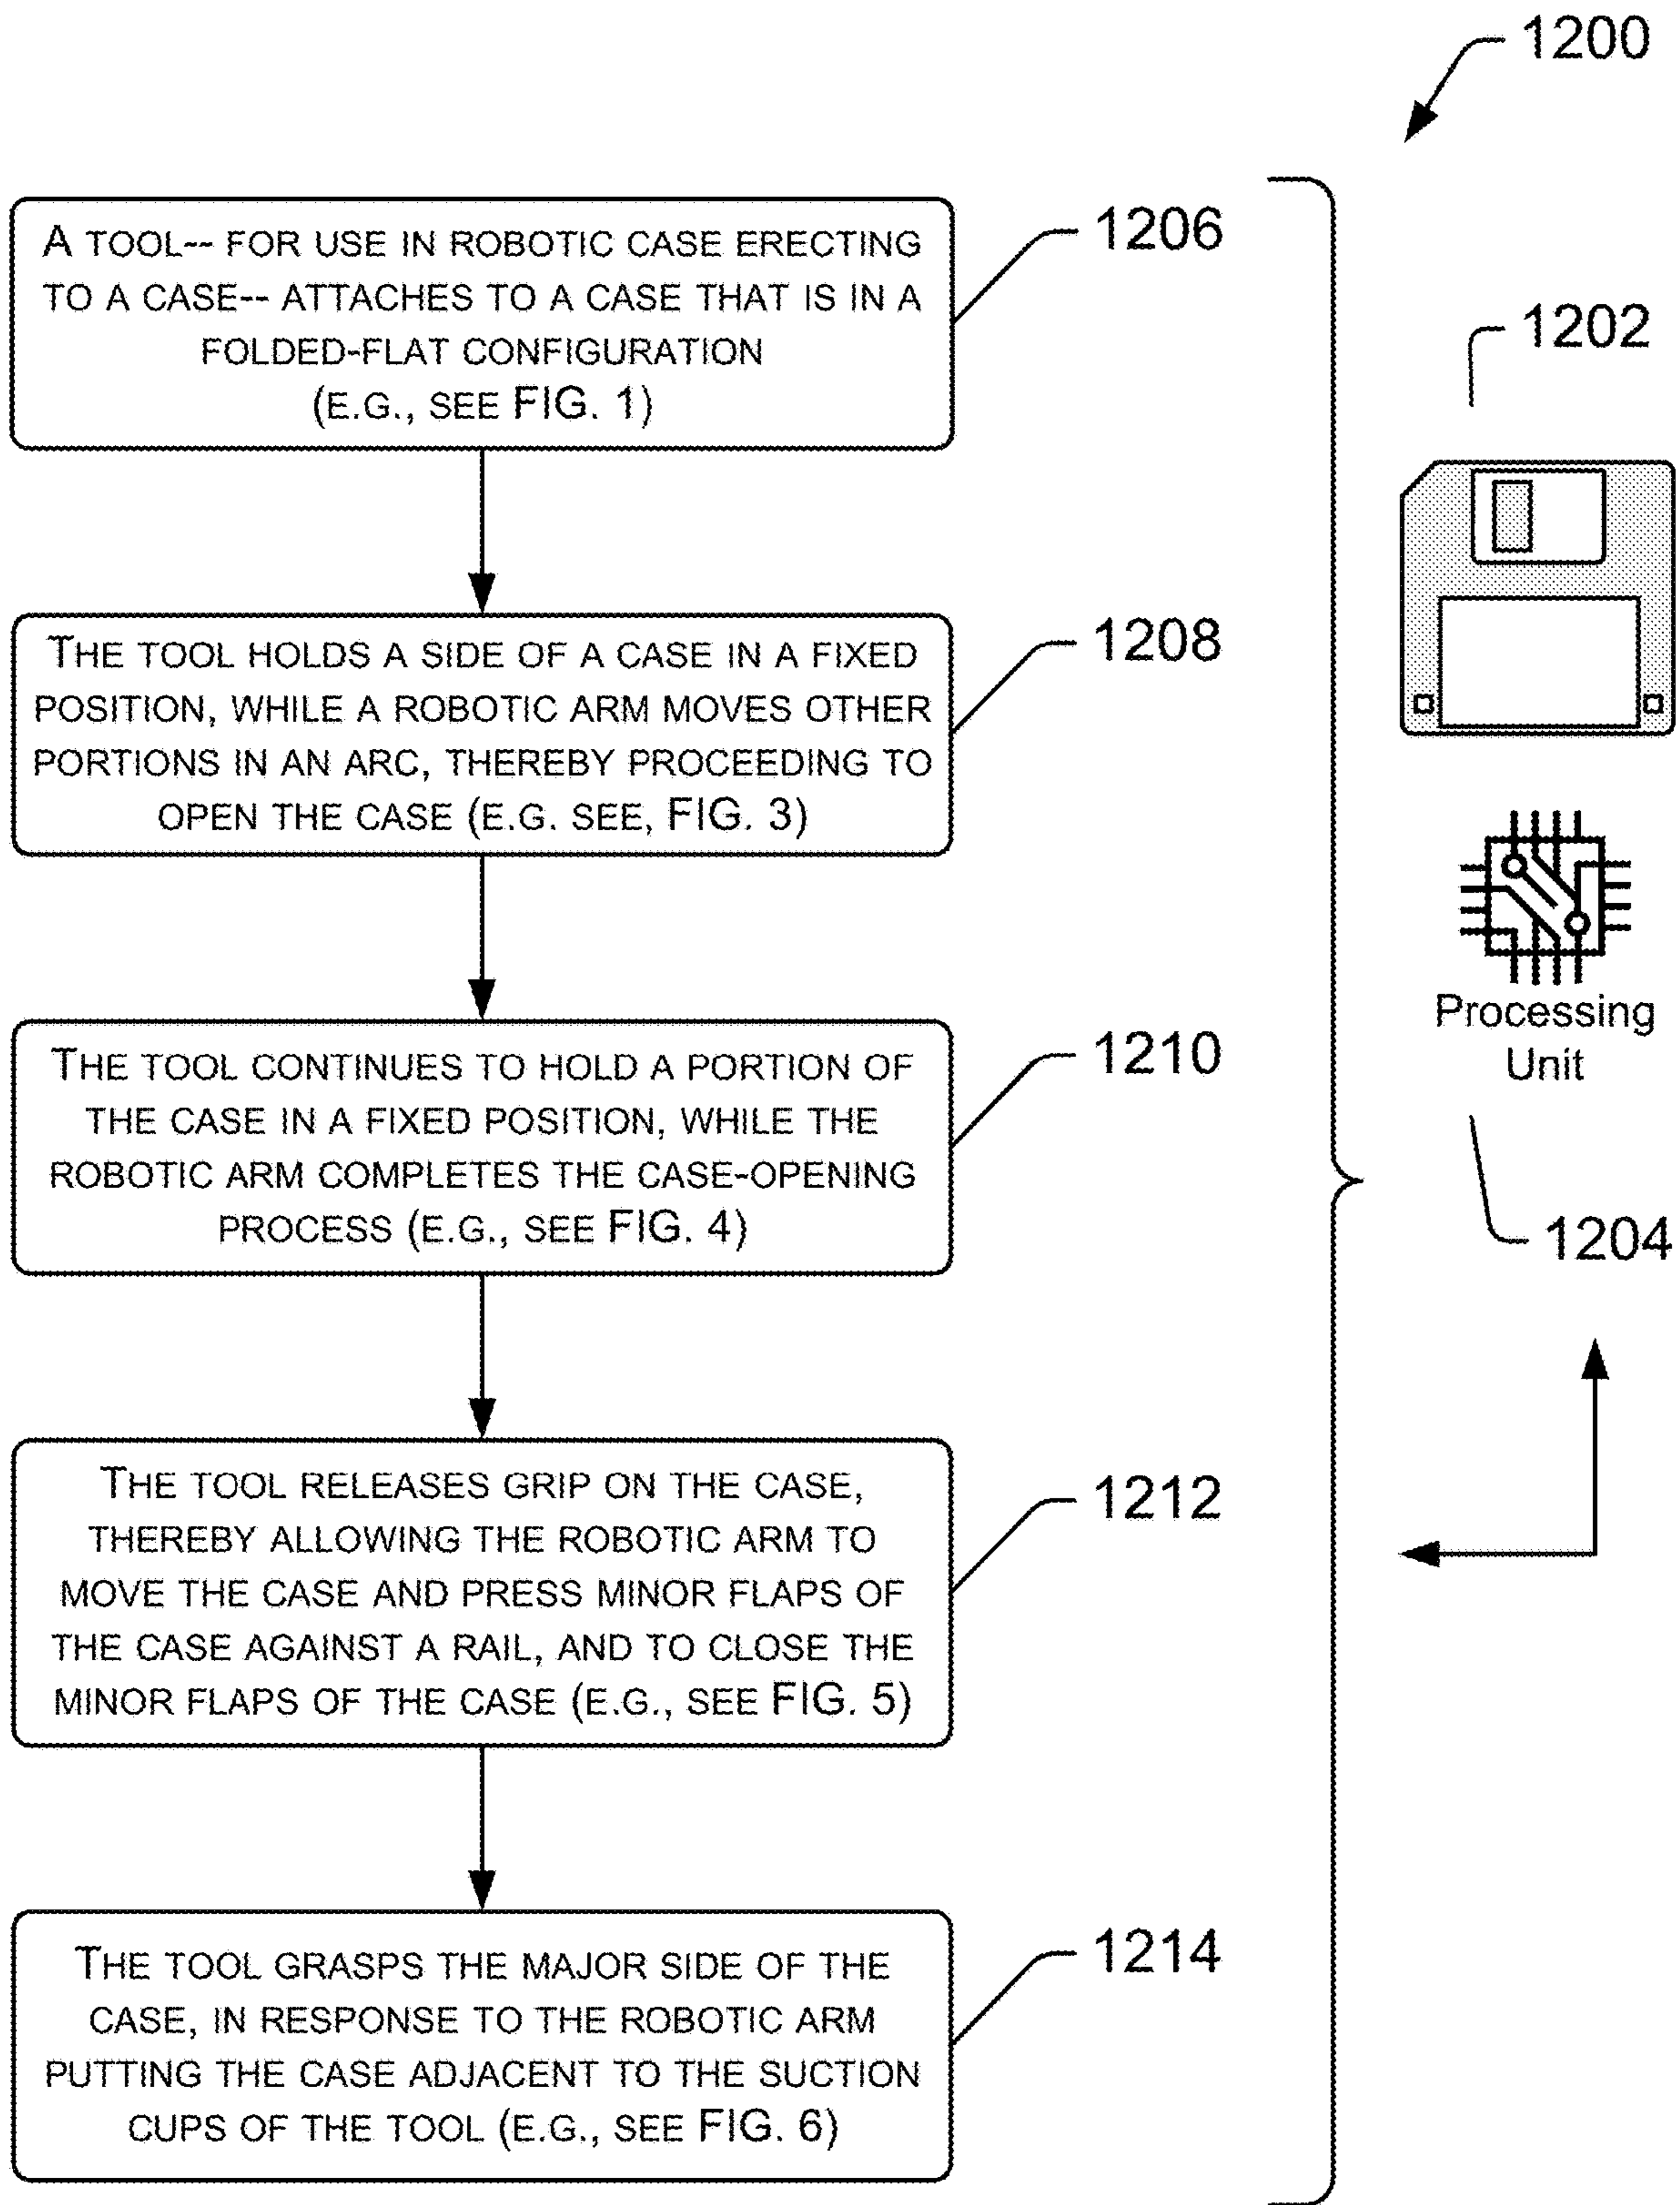 1200
A TOOL-- FOR USE IN ROBOTIC CASE ERECTING
TO A CASE-- ATTACHES TO A CASE THAT IS IN A
FOLDED-FLAT CONFIGURATION
(E.G., SEE FIG. 1)
1206
1202
THE TOOL HOLDS A SIDE OF A CASE IN A FIXED
POSITION, WHILE A ROBOTIC ARM MOVES OTHER
PORTIONS IN AN ARC, THEREBY PROCEEDING TO
OPEN THE CASE (E.G. SEE, FIG. 3)
1208
THE TOOL CONTINUES TO HOLD A PORTION OF
THE CASE IN A FIXED POSITION, WHILE THE
ROBOTIC ARM COMPLETES THE CASE-OPENING
PROCESS (E.G., SEE FIG. 4)
1210
Processing
Unit
1204
THE TOOL RELEASES GRIP ON THE CASE,
THEREBY ALLOWING THE ROBOTIC ARM TO
MOVE THE CASE AND PRESS MINOR FLAPS OF
THE CASE AGAINST A RAIL, AND TO CLOSE THE
MINOR FLAPS OF THE CASE (E.G., SEE FIG. 5)
1212
THE TOOL GRASPS THE MAJOR SIDE OF THE
CASE, IN RESPONSE TO THE ROBOTIC ARM
PUTTING THE CASE ADJACENT TO THE SUCTION
CUPS OF THE TOOL (E.G., SEE FIG. 6)
1214